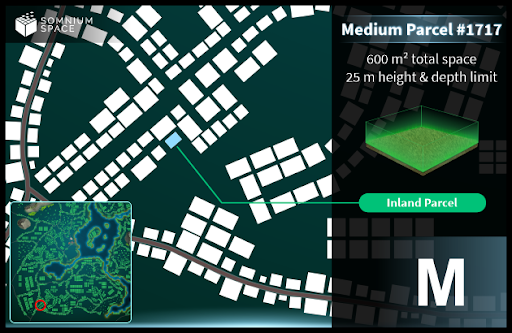 SOMNIUM
SPACE
Medium Parcel #1717
600 m² total space
25 m height & depth limit
Inland Parcel
M